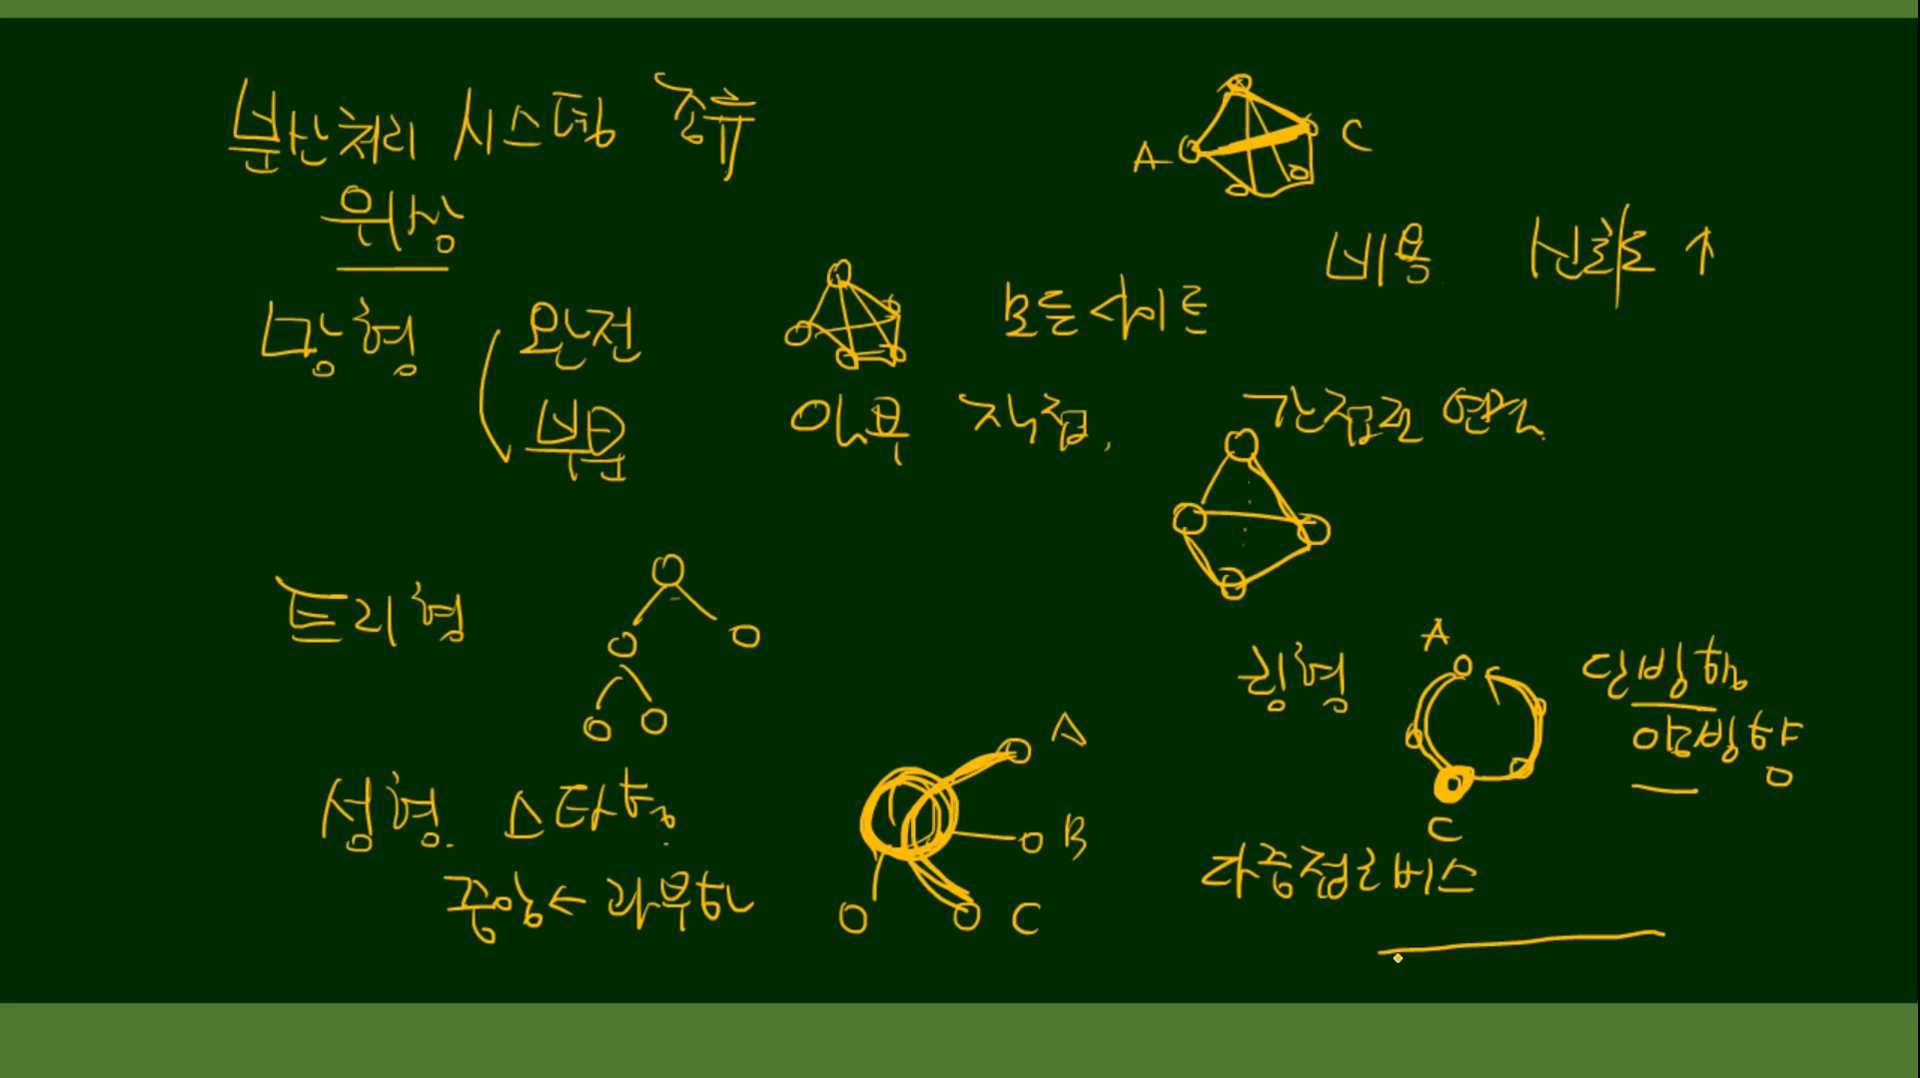 분산처리 시스템 종류
위상
A C
비용 신뢰도 ↑
망형 완전 모든 사이트
부분 일부 직접, 간접로 연결.
트리형
링형 A 단방향
양방향
C
성형. 스타형.
중앙 ← 과부하
A
B
C
다중접근버스